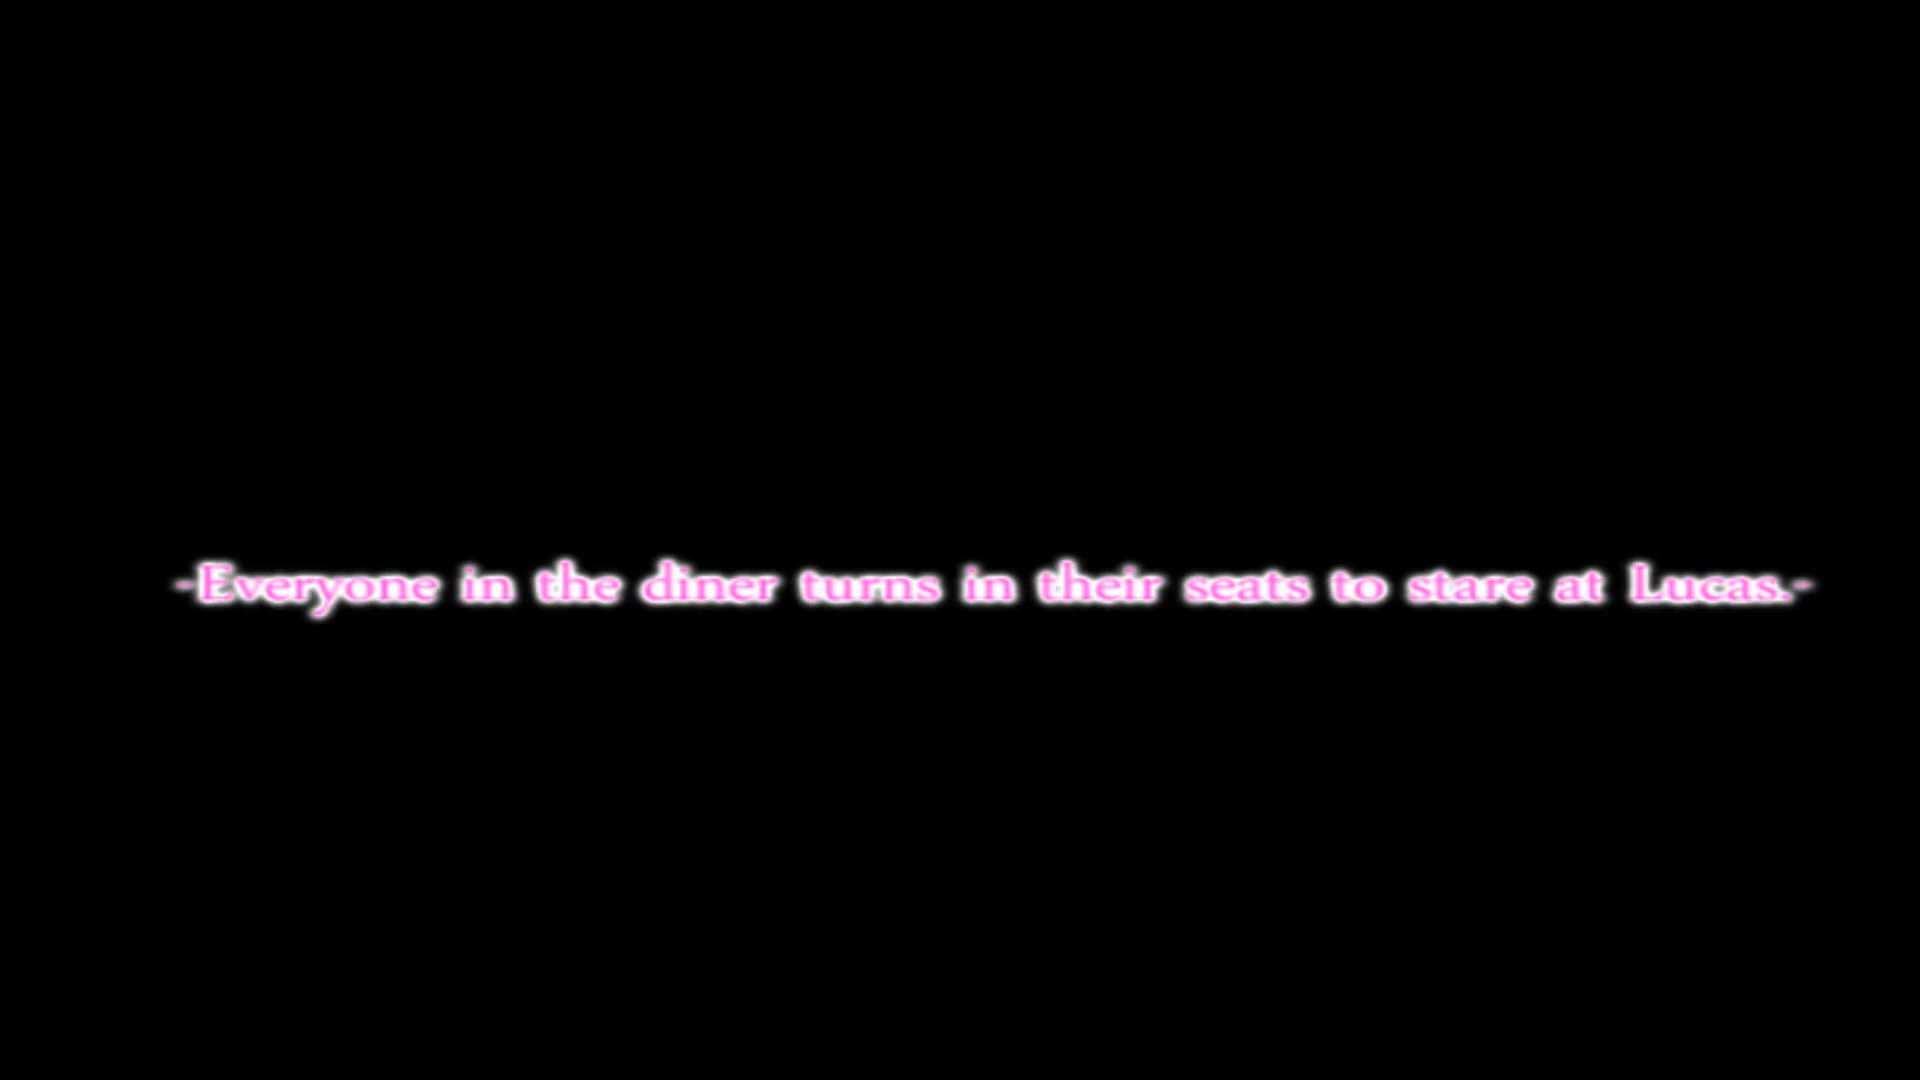 -Everyone in the diner turns in their seats to stare at Lucas.-